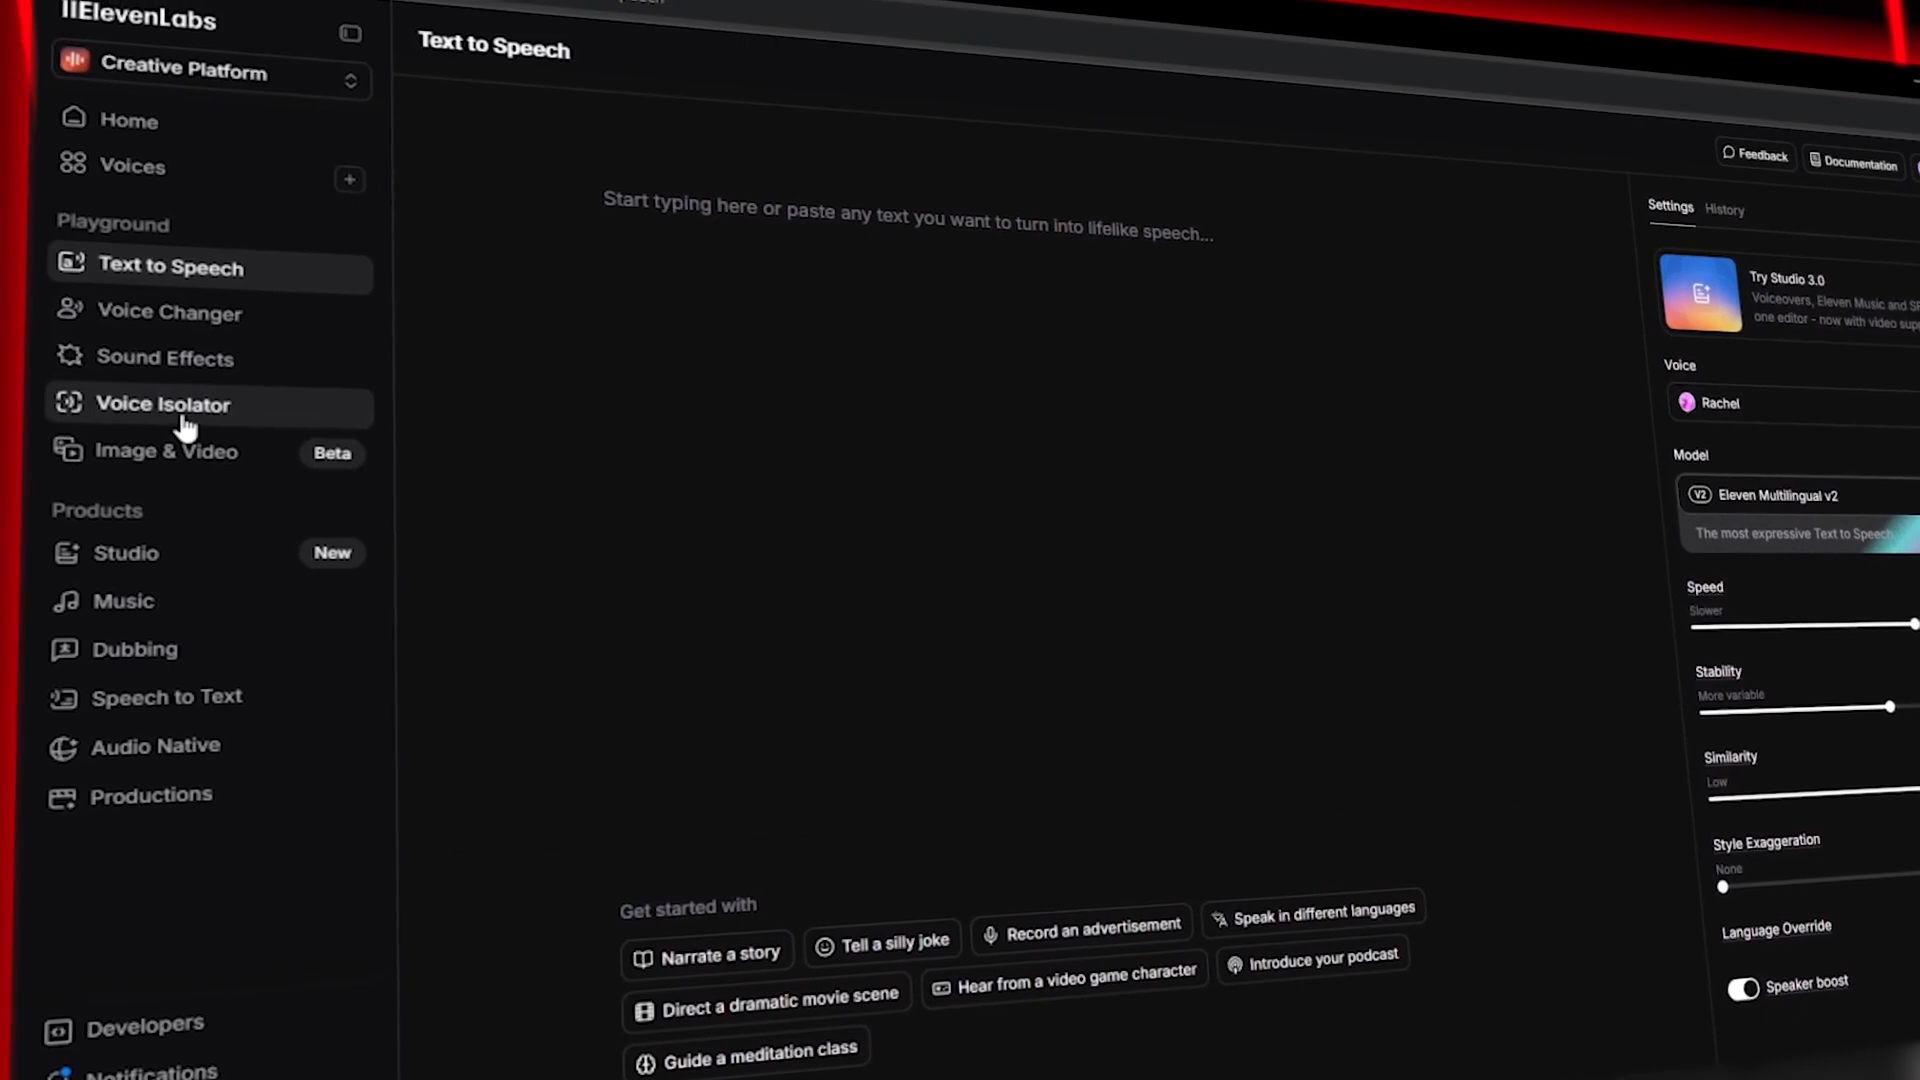 IIElevenLabs
Creative Platform
Home
Voices
Playground
Text to Speech
Voice Changer
Sound Effects
Voice Isolator
Image & Video
Beta
Products
Studio
New
Music
Dubbing
Speech to Text
Audio Native
Productions
Developers
Notifications
Text to Speech
Start typing here or paste any text you want to turn into lifelike speech...
Get started with
Narrate a story
Tell a silly joke
Record an advertisement
Speak in different languages
Direct a dramatic movie scene
Hear from a video game character
Introduce your podcast
Guide a meditation class
Feedback
Documentation
Settings
History
Try Studio 3.0
Voiceovers, Eleven Music and
one editor - now with video
Voice
Rachel
Model
V2 Eleven Multilingual v2
The most expressive Text to Speech
Speed
Slower
Stability
More variable
Similarity
Low
Style Exaggeration
None
Language Override
Speaker boost